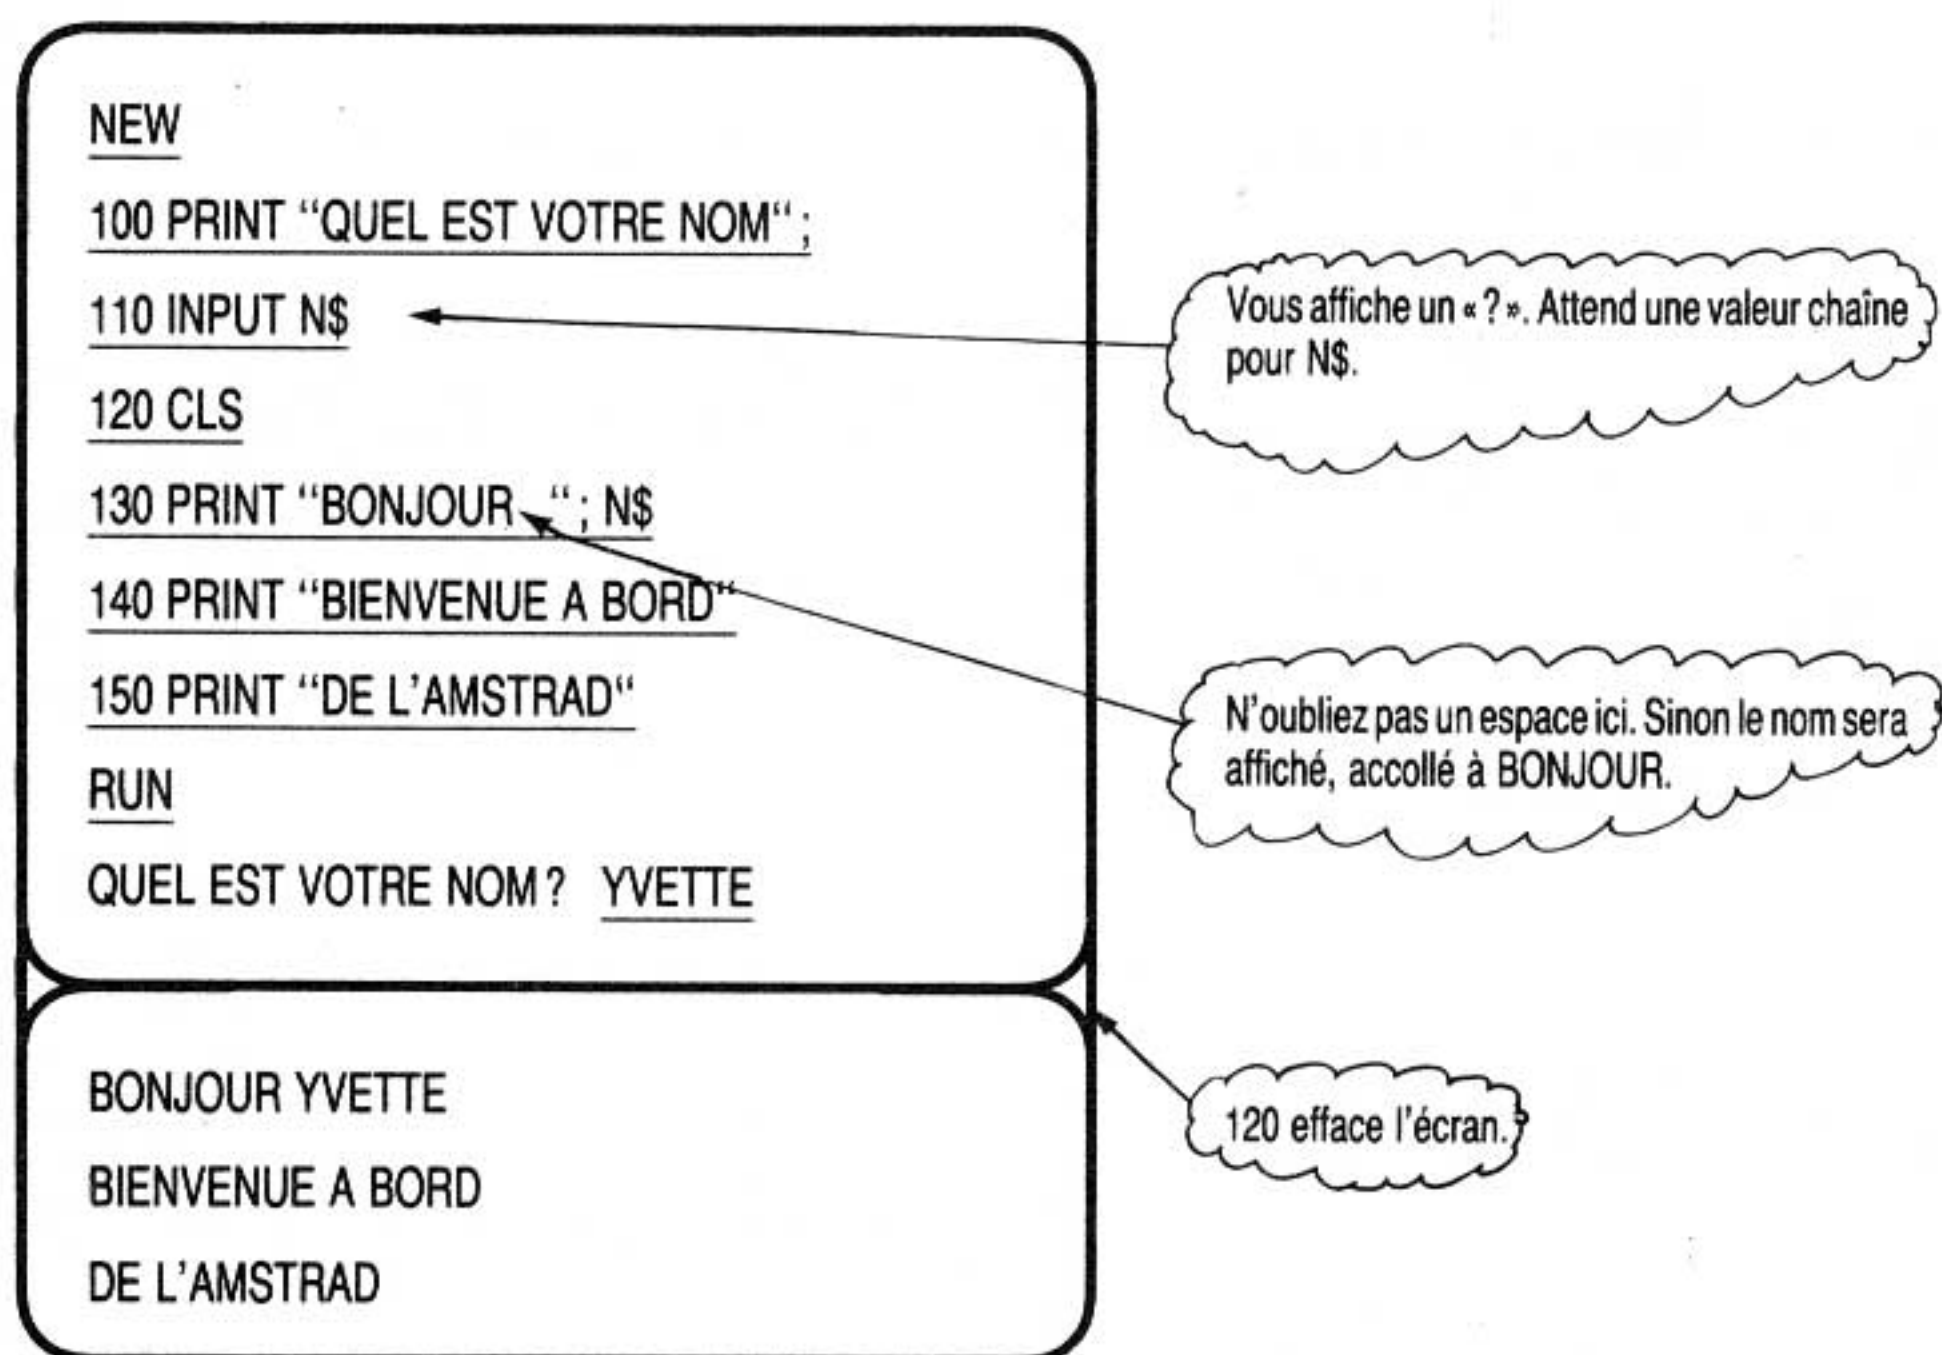 NEW
100 PRINT “QUEL EST VOTRE NOM“;
110 INPUT N$
120 CLS
130 PRINT “BONJOUR “; N$
140 PRINT “BIENVENUE A BORD“
150 PRINT “DE L’AMSTRAD“
RUN
QUEL EST VOTRE NOM? YVETTE
BONJOUR YVETTE
BIENVENUE A BORD
DE L’AMSTRAD
Vous affiche un « ? ». Attend une valeur chaîne
pour N$.
N’oubliez pas un espace ici. Sinon le nom sera
affiché, accollé à BONJOUR.
120 efface l’écran.